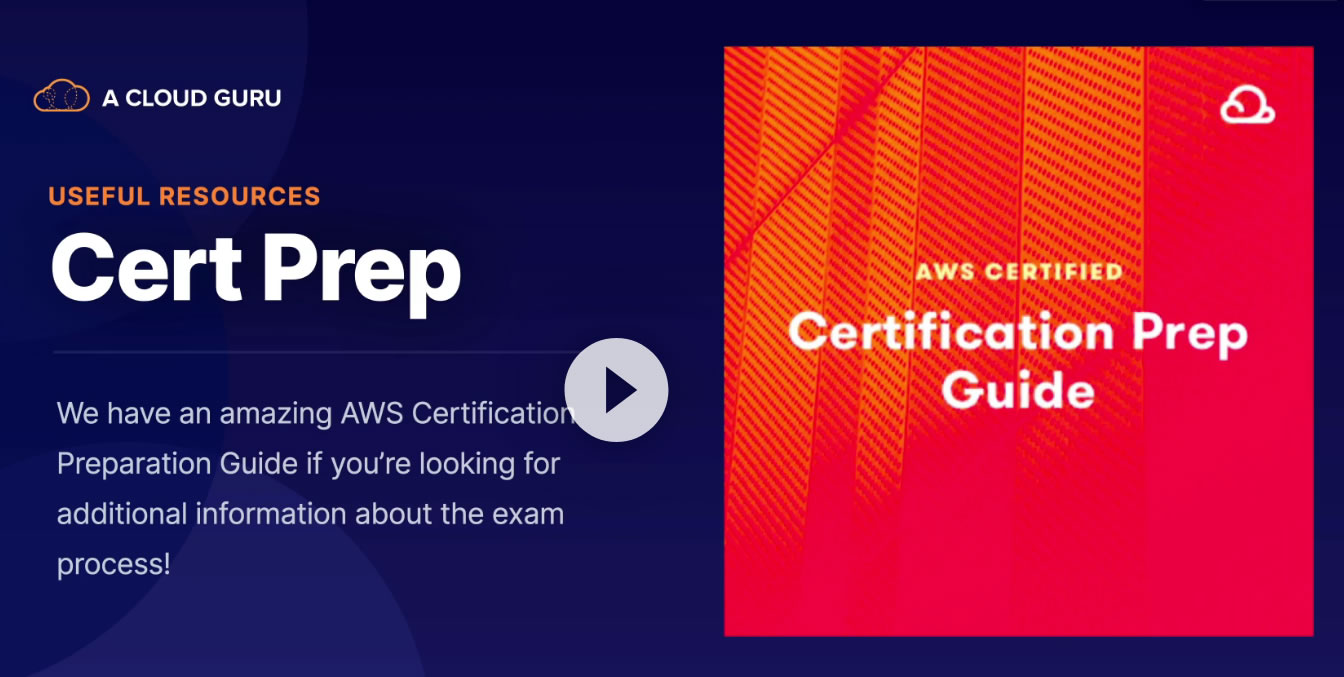 A CLOUD GURU
USEFUL RESOURCES
Cert Prep
We have an amazing AWS Certification
Preparation Guide if you’re looking for
additional information about the exam
process!
AWS CERTIFIED
Certification Prep
Guide